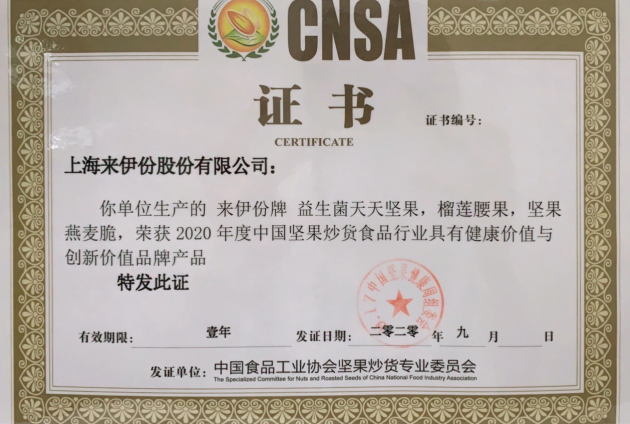 CNSA
证书
CERTIFICATE
证书编号:
上海来伊份股份有限公司:
你单位生产的 来伊份牌 益生菌天天坚果，榴莲腰果，坚果
燕麦脆，荣获 2020 年度中国坚果炒货食品行业具有健康价值与
创新价值品牌产品
特发此证
有效期限: 壹年 发证日期: 二零二零 年 九 月 日
发证单位: 中国食品工业协会坚果炒货专业委员会
The Specialized Committee for Nuts and Roasted Seeds of China National Food Industry Association